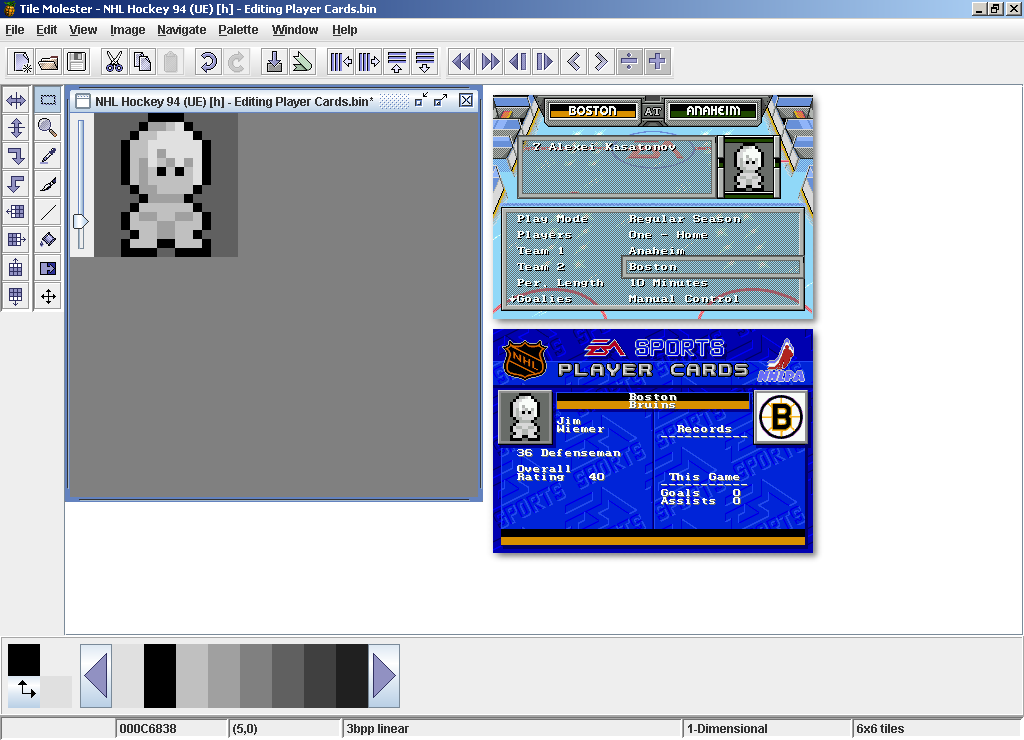 Tile Molester - NHL Hockey 94 (UE) [h] - Editing Player Cards.bin
File Edit View Image Navigate Palette Window Help
NHL Hockey 94 (UE) [h] - Editing Player Cards.bin*
BOSTON AT ANAHEIM
7 Alexei Kasatonov
EA
Play Mode Regular Season
Players One - Home
Team 1 Anaheim
Team 2 Boston
Per. Length 10 Minutes
Goalies Manual Control
NHL EA SPORTS NHLPA
PLAYER CARDS
Boston
Bruins
B
Jim
Wiemer
Records
36 Defenseman
Overall
Rating 40
This Game
Goals 0
Assists 0
000C6838 (5,0) 3bpp linear 1-Dimensional 6x6 tiles